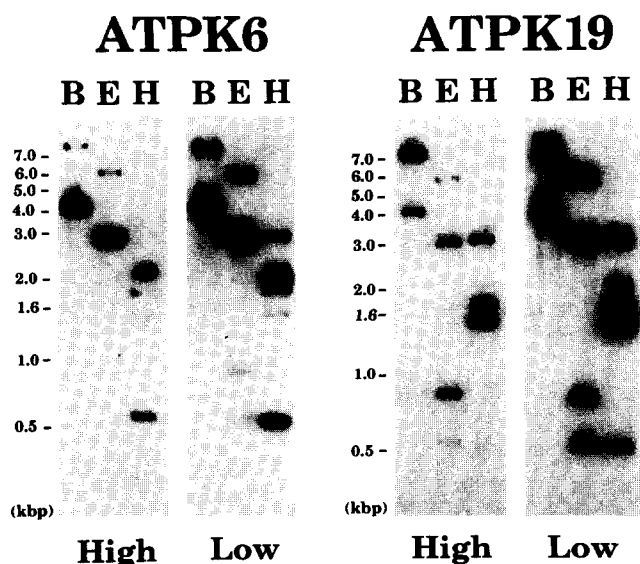 ATPK6 ATPK19
B E H B E H B E H B E H
7.0 - 7.0 -
6.0 - 6.0 -
5.0 - 5.0 -
4.0 - 4.0 -
3.0 - 3.0 -
2.0 - 2.0 -
1.6 - 1.6 -
1.0 - 1.0 -
0.5 - 0.5 -
(kbp) (kbp)
High Low High Low